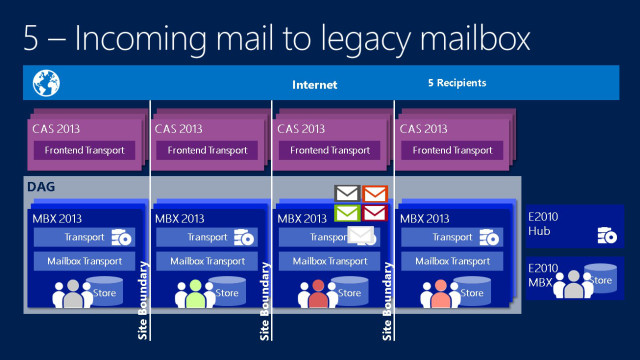 5 – Incoming mail to legacy mailbox
Internet
5 Recipients
CAS 2013
Frontend Transport
CAS 2013
Frontend Transport
CAS 2013
Frontend Transport
CAS 2013
Frontend Transport
DAG
MBX 2013
Transport
Mailbox Transport
Store
Site Boundary
MBX 2013
Transport
Mailbox Transport
Store
Site Boundary
MBX 2013
Transport
Mailbox Transport
Store
Site Boundary
MBX 2013
Transport
Mailbox Transport
Store
E2010
Hub
E2010
MBX
Store